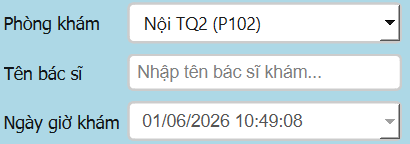 Phòng khám Nội TQ2 (P102)
Tên bác sĩ Nhập tên bác sĩ khám...
Ngày giờ khám 01/06/2026 10:49:08